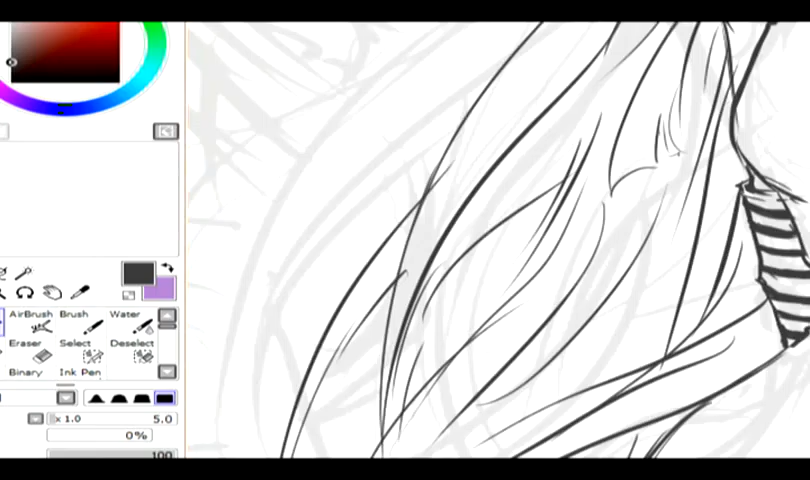 AirBrush Brush Water
Eraser Select Deselect
Binary Ink Pen
x 1.0 5.0
0%
100